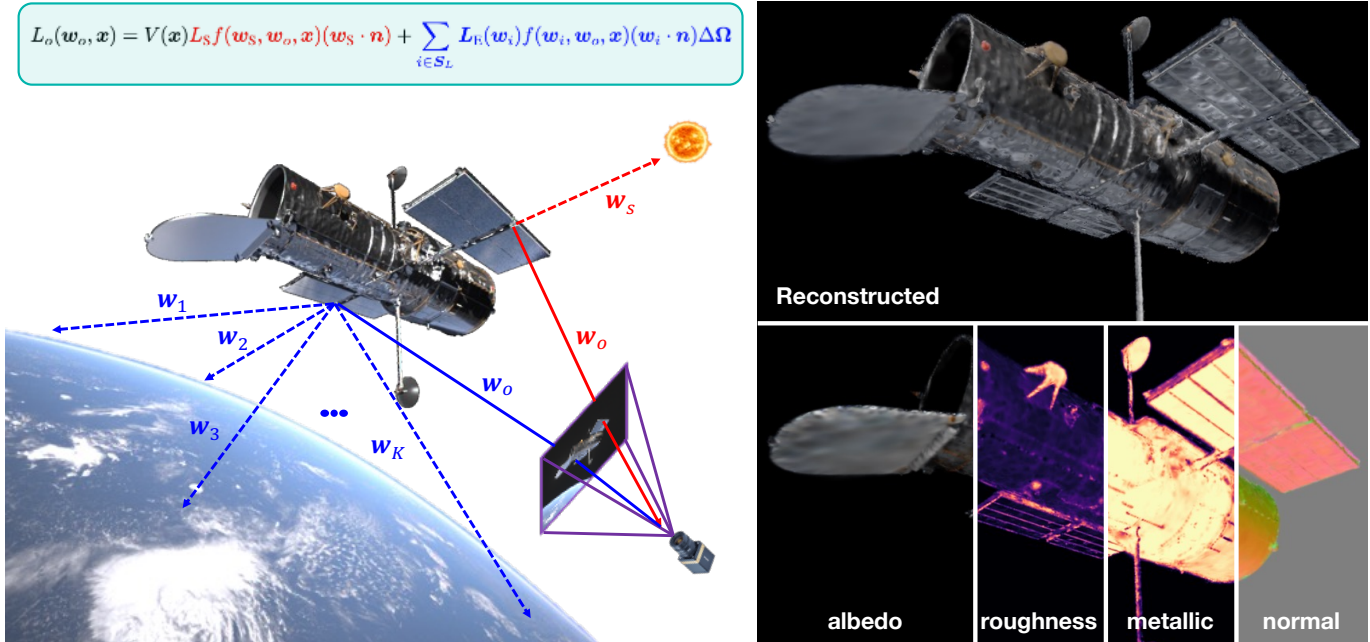 L_o(w_o, x) = V(x)L_S f(w_S, w_o, x)(w_S · n) + ∑_{i∈S_L} L_E(w_i) f(w_i, w_o, x)(w_i · n)ΔΩ
w_s
w_1
w_2
w_o
w_o
w_3
•••
w_K
Reconstructed
albedo
roughness
metallic
normal